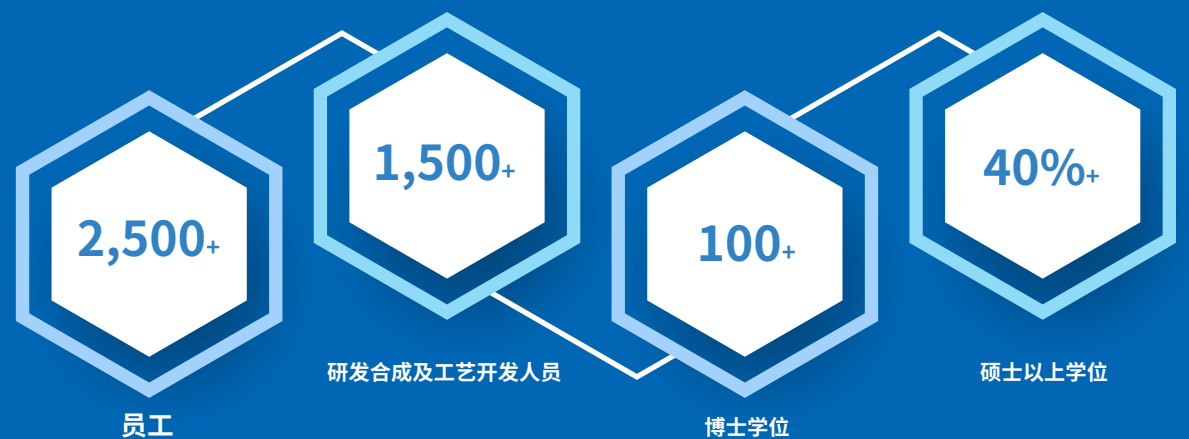 2,500+
员工
1,500+
研发合成及工艺开发人员
100+
博士学位
40%+
硕士以上学位